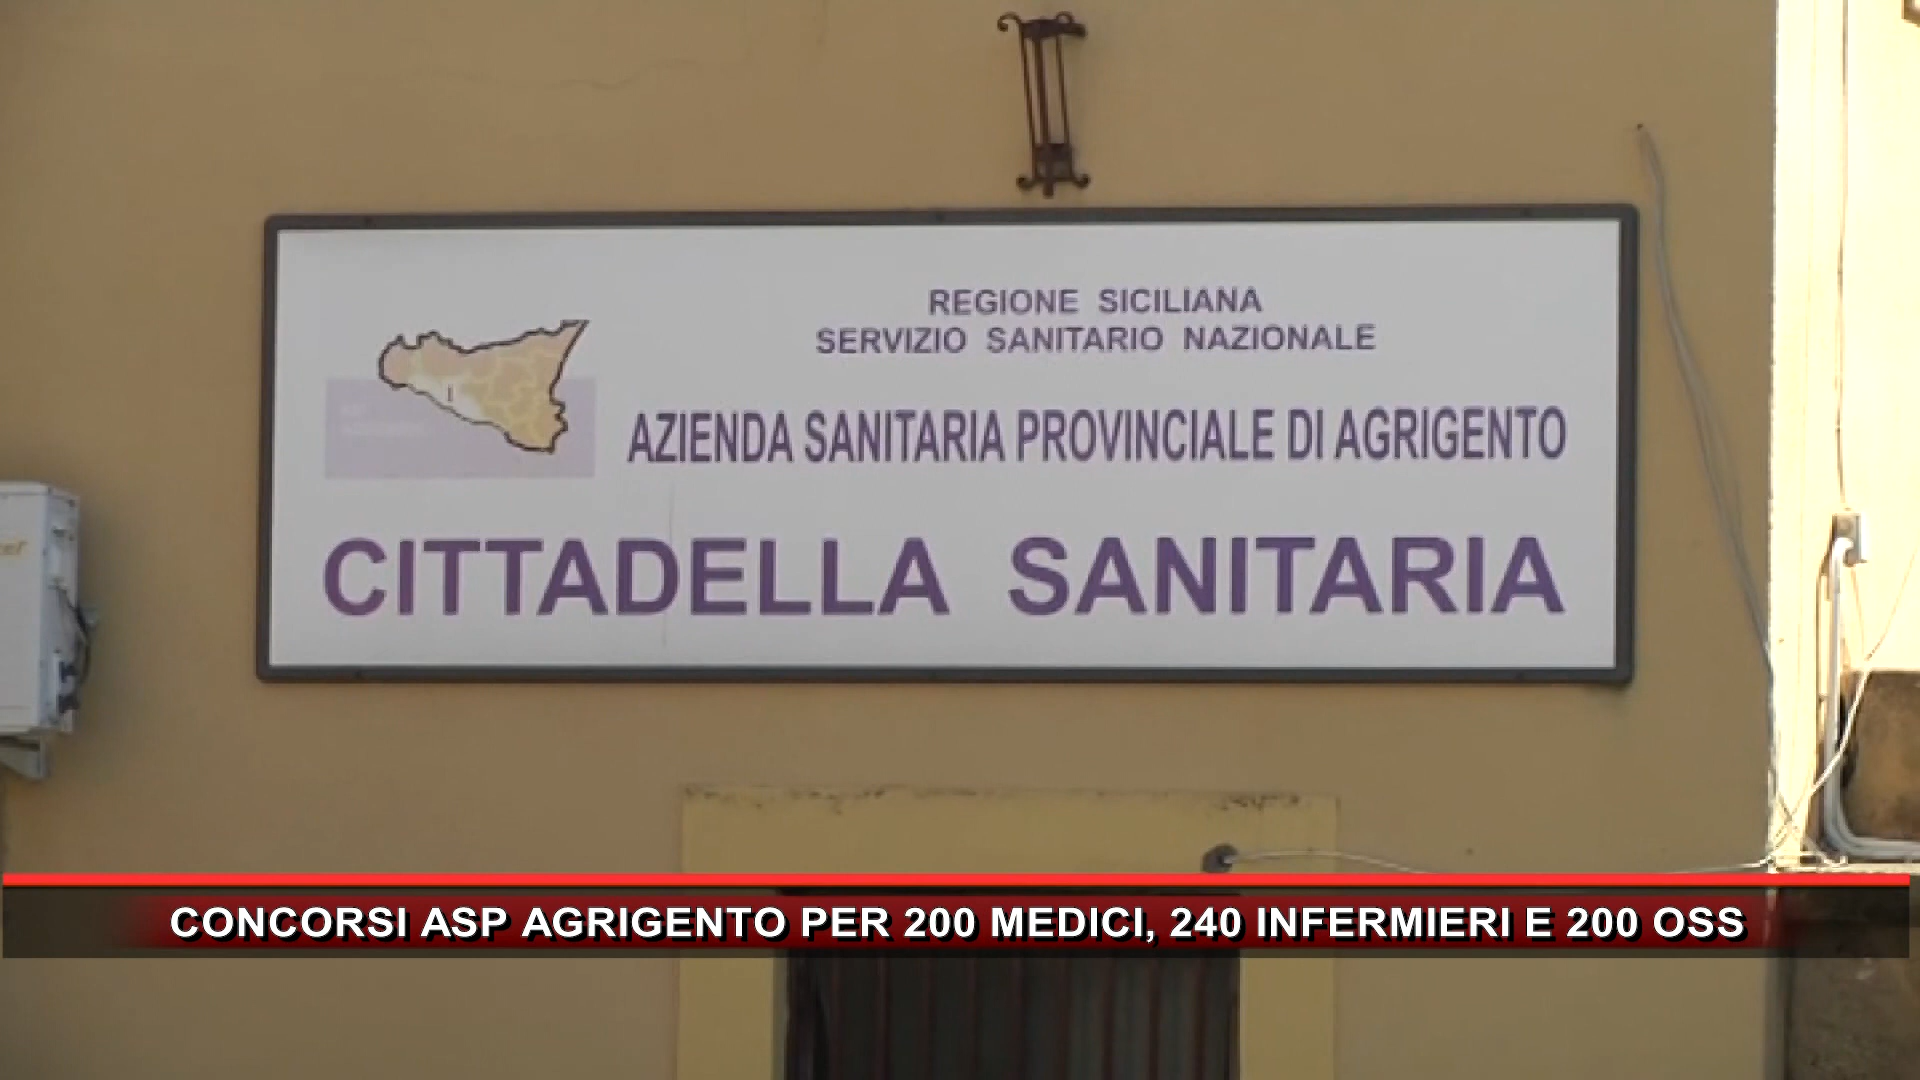 REGIONE SICILIANA
SERVIZIO SANITARIO NAZIONALE
AZIENDA SANITARIA PROVINCIALE DI AGRIGENTO
CITTADELLA SANITARIA
CONCORSI ASP AGRIGENTO PER 200 MEDICI, 240 INFERMIERI E 200 OSS